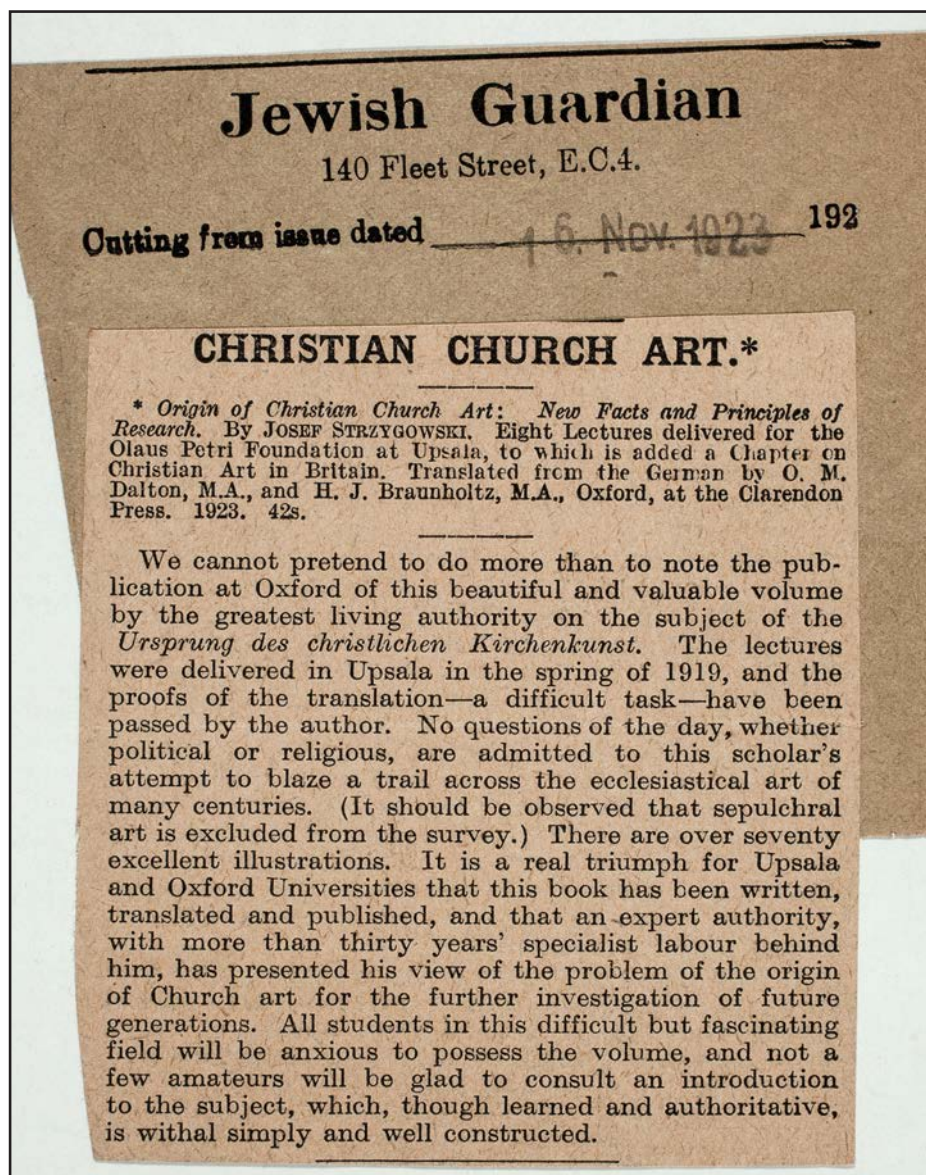 Jewish Guardian
140 Fleet Street, E.C.4.
Cutting from issue dated 16. Nov. 1923 192
CHRISTIAN CHURCH ART.*
* Origin of Christian Church Art: New Facts and Principles of
Research. By JOSEF STRZYGOWSKI. Eight Lectures delivered for the
Olaus Petri Foundation at Upsala, to which is added a Chapter on
Christian Art in Britain. Translated from the German by O. M.
Dalton, M.A., and H. J. Braunholtz, M.A., Oxford, at the Clarendon
Press. 1923. 42s.
We cannot pretend to do more than to note the pub-
lication at Oxford of this beautiful and valuable volume
by the greatest living authority on the subject of the
Ursprung des christlichen Kirchenkunst. The lectures
were delivered in Upsala in the spring of 1919, and the
proofs of the translation—a difficult task—have been
passed by the author. No questions of the day, whether
political or religious, are admitted to this scholar's
attempt to blaze a trail across the ecclesiastical art of
many centuries. (It should be observed that sepulchral
art is excluded from the survey.) There are over seventy
excellent illustrations. It is a real triumph for Upsala
and Oxford Universities that this book has been written,
translated and published, and that an expert authority,
with more than thirty years' specialist labour behind
him, has presented his view of the problem of the origin
of Church art for the further investigation of future
generations. All students in this difficult but fascinating
field will be anxious to possess the volume, and not a
few amateurs will be glad to consult an introduction
to the subject, which, though learned and authoritative,
is withal simply and well constructed.